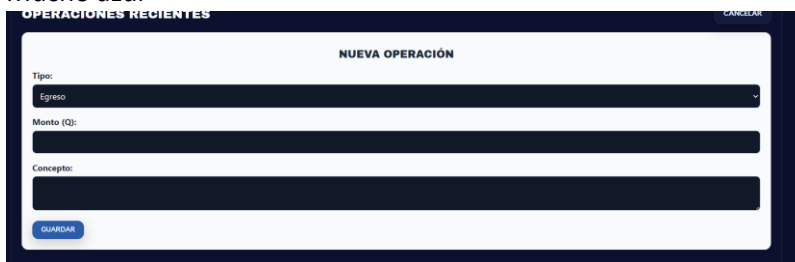 OPERACIONES RECIENTES
CANCELAR
NUEVA OPERACIÓN
Tipo:
Egreso
Monto (Q):
Concepto:
GUARDAR